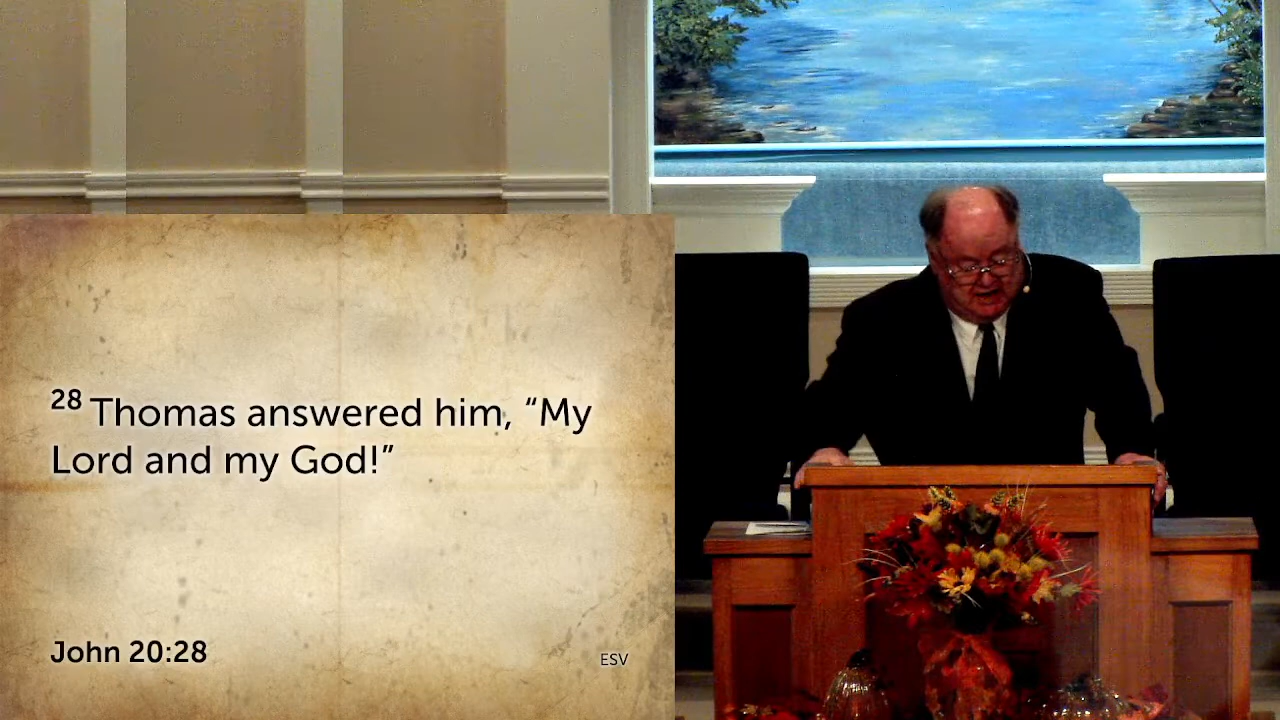 28 Thomas answered him, “My
Lord and my God!”
John 20:28
ESV